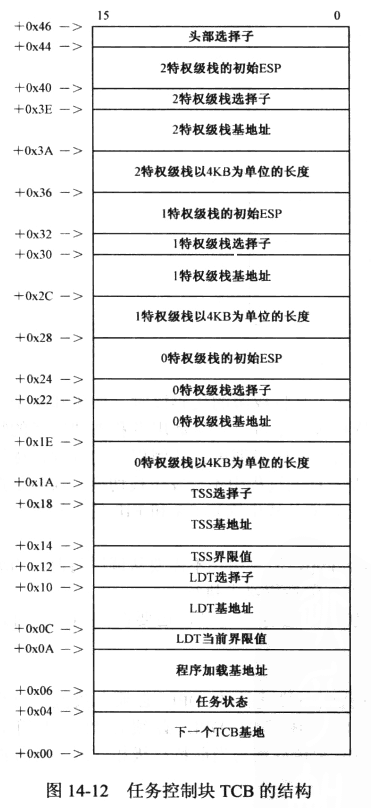 15 0
+0x46 —>
头部选择子
+0x44 —>
2特权级栈的初始ESP
+0x40 —>
2特权级栈选择子
+0x3E —>
2特权级栈基地址
+0x3A —>
2特权级栈以4KB为单位的长度
+0x36 —>
1特权级栈的初始ESP
+0x32 —>
1特权级栈选择子
+0x30 —>
1特权级栈基地址
+0x2C —>
1特权级栈以4KB为单位的长度
+0x28 —>
0特权级栈的初始ESP
+0x24 —>
0特权级栈选择子
+0x22 —>
0特权级栈基地址
+0x1E —>
0特权级栈以4KB为单位的长度
+0x1A —>
TSS选择子
+0x18 —>
TSS基地址
+0x14 —>
TSS界限值
+0x12 —>
LDT选择子
+0x10 —>
LDT基地址
+0x0C —>
LDT当前界限值
+0x0A —>
程序加载基地址
+0x06 —>
任务状态
+0x04 —>
下一个TCB基地
+0x00 —>
图 14-12 任务控制块 TCB 的结构